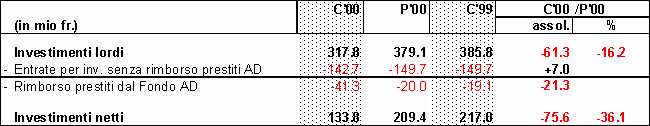 C'00 P'00 C'99 C'00 /P'00
(in mio fr.) assol. %
Investimenti lordi 317.8 379.1 385.8 -61.3 -16.2
- Entrate per inv. senza rimborso prestiti AD -142.7 -149.7 -149.7 +7.0
- Rimborso prestiti dal Fondo AD -41.3 -20.0 -19.1 -21.3
Investimenti netti 133.8 209.4 217.0 -75.6 -36.1